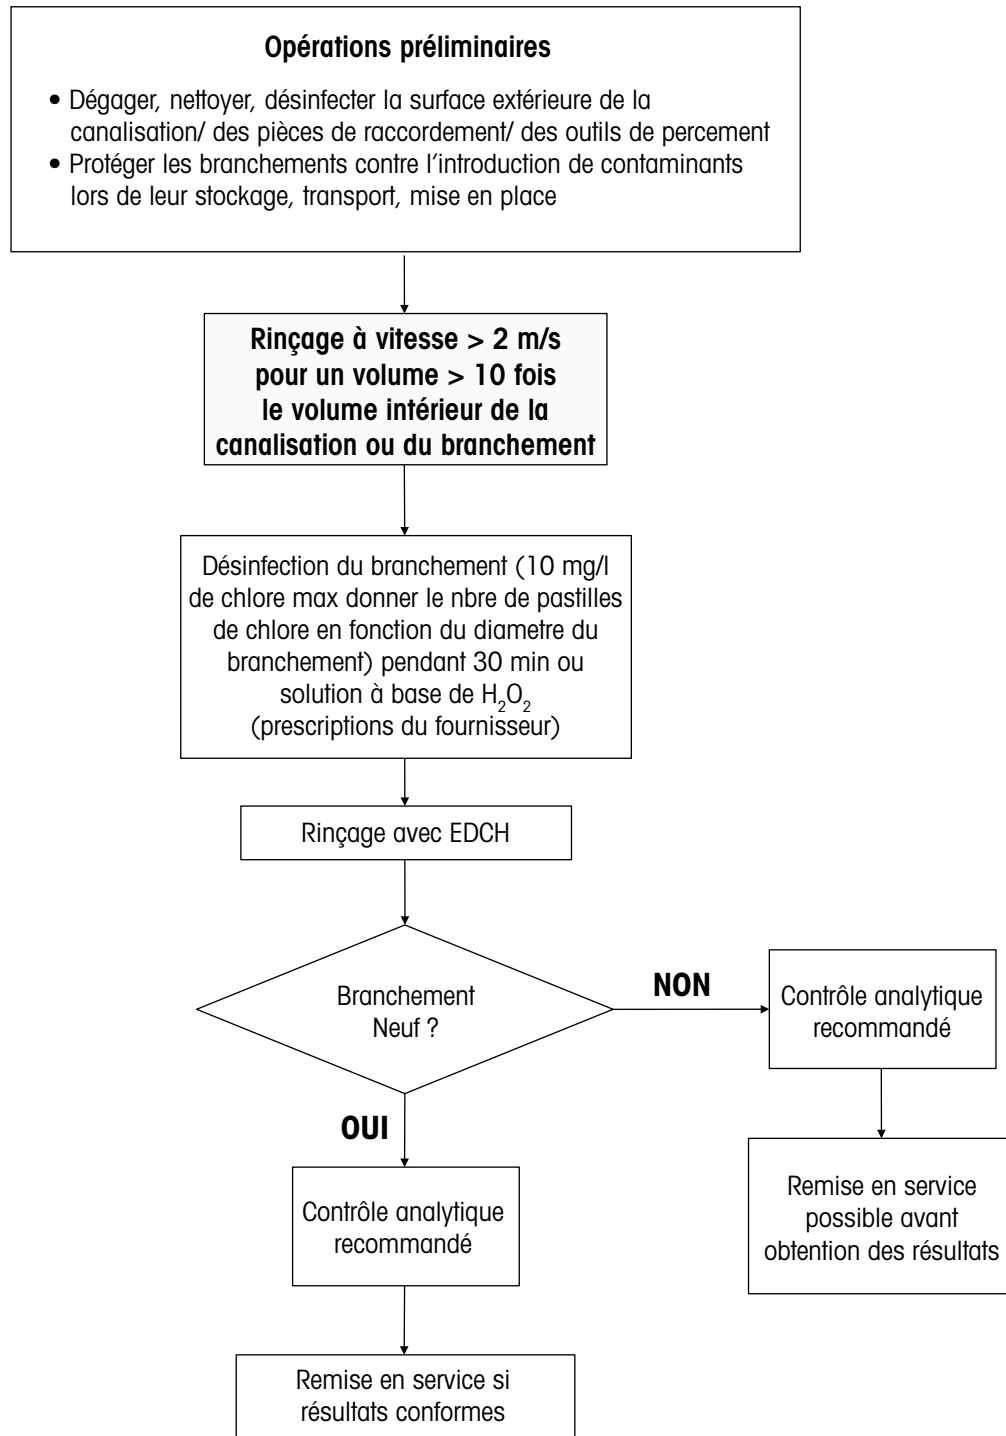 Opérations préliminaires
• Dégager, nettoyer, désinfecter la surface extérieure de la
canalisation/ des pièces de raccordement/ des outils de percement
• Protéger les branchements contre l'introduction de contaminants
lors de leur stockage, transport, mise en place
Rinçage à vitesse > 2 m/s
pour un volume > 10 fois
le volume intérieur de la
canalisation ou du branchement
Désinfection du branchement (10 mg/l
de chlore max donner le nbre de pastilles
de chlore en fonction du diametre du
branchement) pendant 30 min ou
solution à base de H₂O₂
(prescriptions du fournisseur)
Rinçage avec EDCH
Branchement
Neuf ?
NON
Contrôle analytique
recommandé
Remise en service
possible avant
obtention des résultats
OUI
Contrôle analytique
recommandé
Remise en service si
résultats conformes